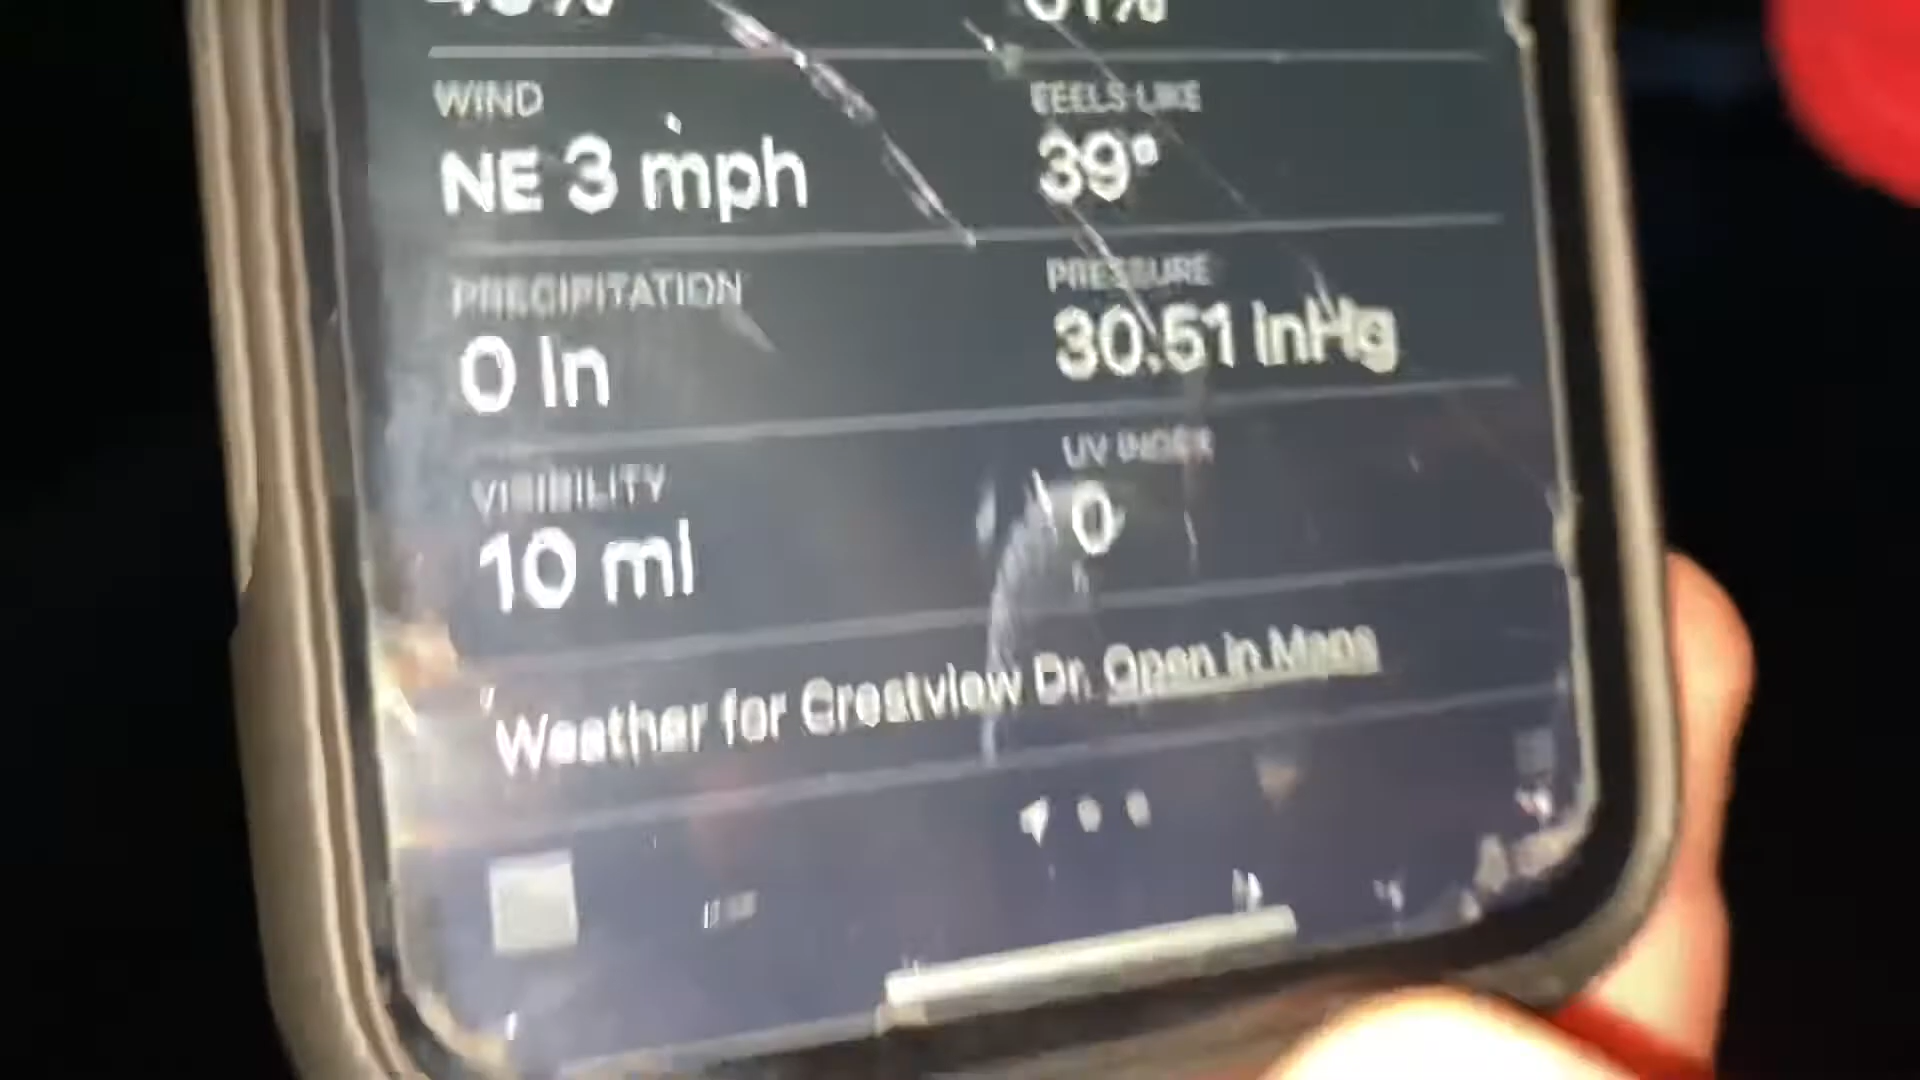 WIND FEELS LIKE
NE 3 mph 39°
PRECIPITATION PRESSURE
0 in 30.51 inHg
VISIBILITY UV INDEX
10 mi 0
Weather for Crestview Dr. Open in Maps